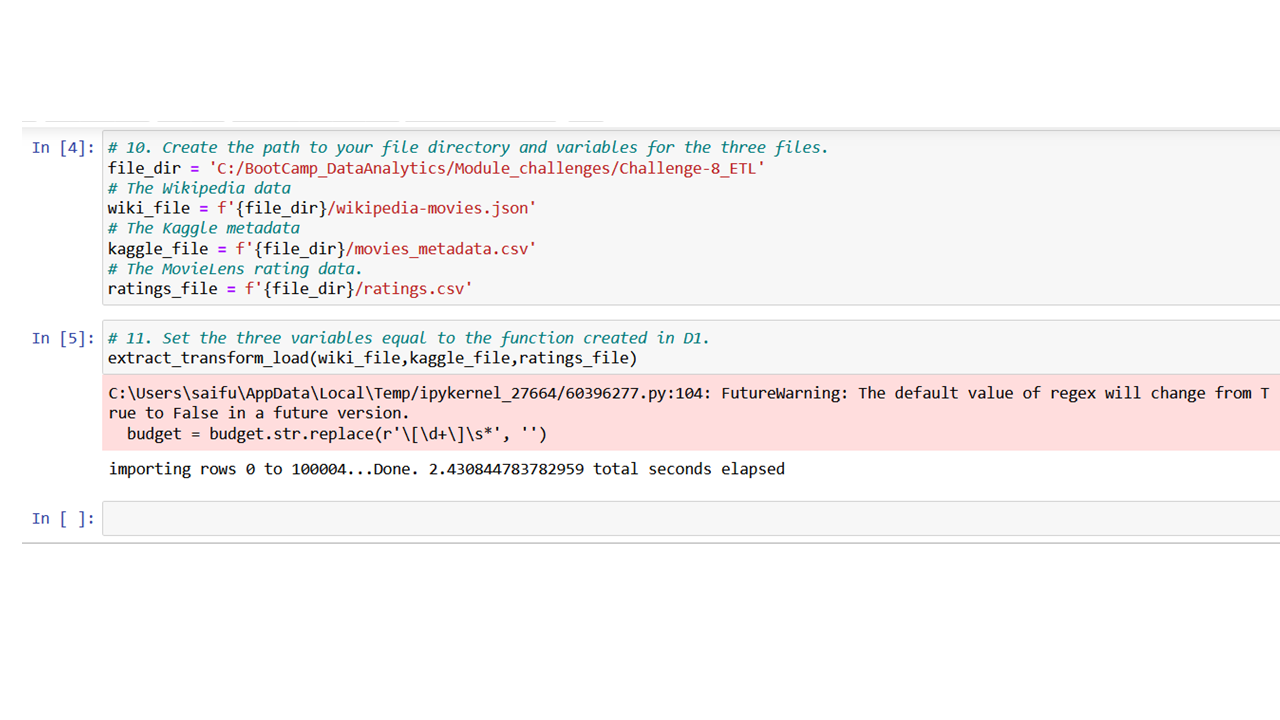 In [4]: # 10. Create the path to your file directory and variables for the three files.
file_dir = 'C:/BootCamp_DataAnalytics/Module_challenges/Challenge-8_ETL'
# The Wikipedia data
wiki_file = f'{file_dir}/wikipedia-movies.json'
# The Kaggle metadata
kaggle_file = f'{file_dir}/movies_metadata.csv'
# The MovieLens rating data.
ratings_file = f'{file_dir}/ratings.csv'
In [5]: # 11. Set the three variables equal to the function created in D1.
extract_transform_load(wiki_file,kaggle_file,ratings_file)
C:\Users\saifu\AppData\Local\Temp/ipykernel_27664/60396277.py:104: FutureWarning: The default value of regex will change from T
rue to False in a future version.
  budget = budget.str.replace(r'\[\d+\]\s*', '')
importing rows 0 to 100004...Done. 2.430844783782959 total seconds elapsed
In [ ]: